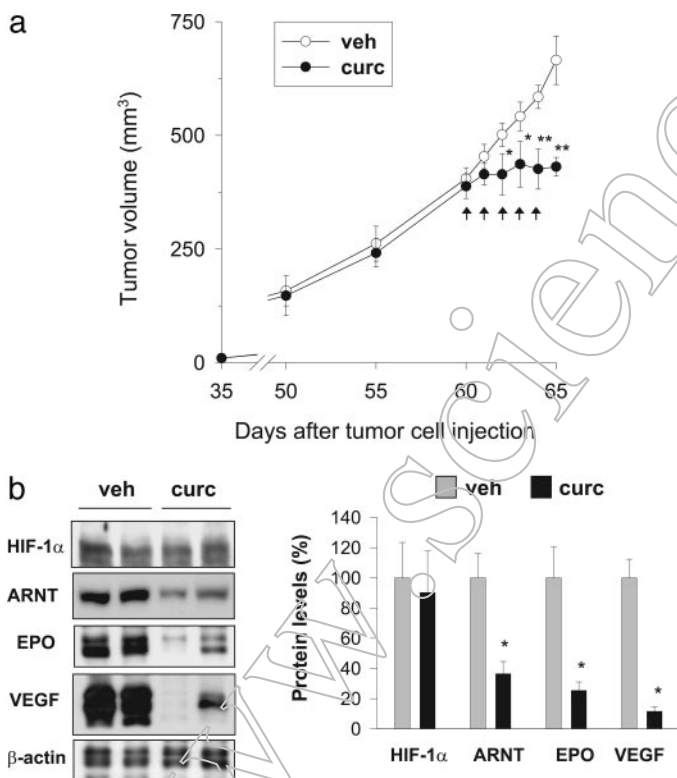 a
750
500
250
0
Tumor volume (mm³)
veh
curc
* * ** **
35 50 55 60 65
Days after tumor cell injection
b
veh curc
HIF-1α
ARNT
EPO
VEGF
β-actin
veh curc
140
120
100
80
60
40
20
0
Protein levels (%)
* * *
HIF-1α ARNT EPO VEGF
w.scienc